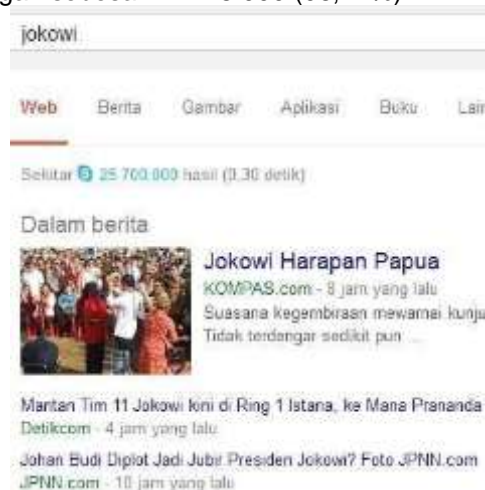 jokowi
Web Berita Gambar Aplikasi Buku
Sekitar 25.700.000 hasil (0,30 detik)
Dalam berita
Jokowi Harapan Papua
KOMPAS.com - 8 jam yang lalu
Suasana kegembiraan mewarnai kunju
Tidak terdengar sedikit pun ...
Mantan Tim 11 Jokowi kini di Ring 1 Istana, ke Mana Prananda
Detikcom - 4 jam yang lalu
Johan Budi Diplot Jadi Jubir Presiden Jokowi? Foto JPNN.com
JPNN.com - 10 jam yang lalu